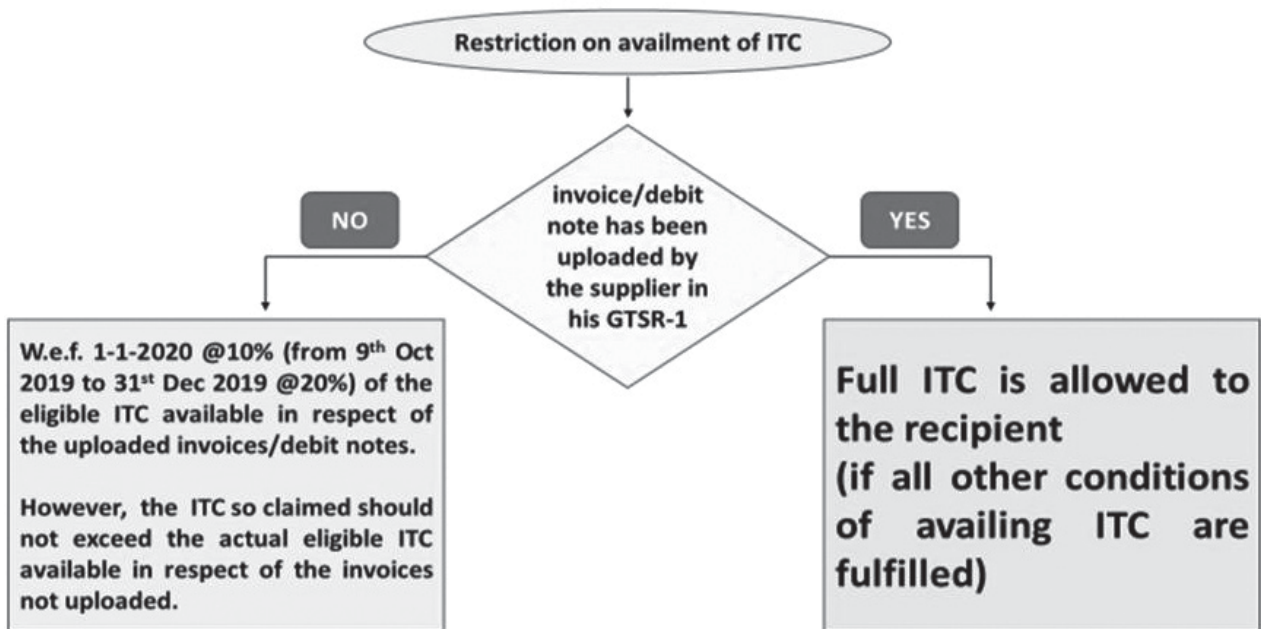 Restriction on availment of ITC
invoice/debit
note has been
uploaded by
the supplier in
his GTSR-1
NO
YES
W.e.f. 1-1-2020 @10% (from 9th Oct
2019 to 31st Dec 2019 @20%) of the
eligible ITC available in respect of
the uploaded invoices/debit notes.
However, the ITC so claimed should
not exceed the actual eligible ITC
available in respect of the invoices
not uploaded.
Full ITC is allowed to
the recipient
(if all other conditions
of availing ITC are
fulfilled)